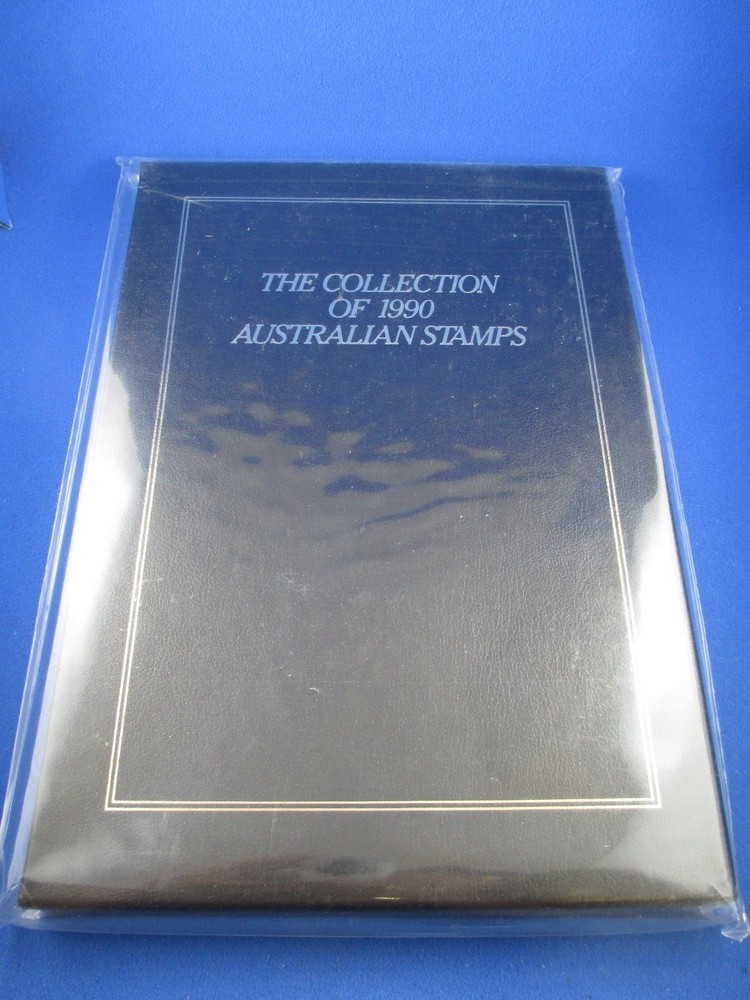 THE COLLECTION
OF 1990
AUSTRALIAN STAMPS